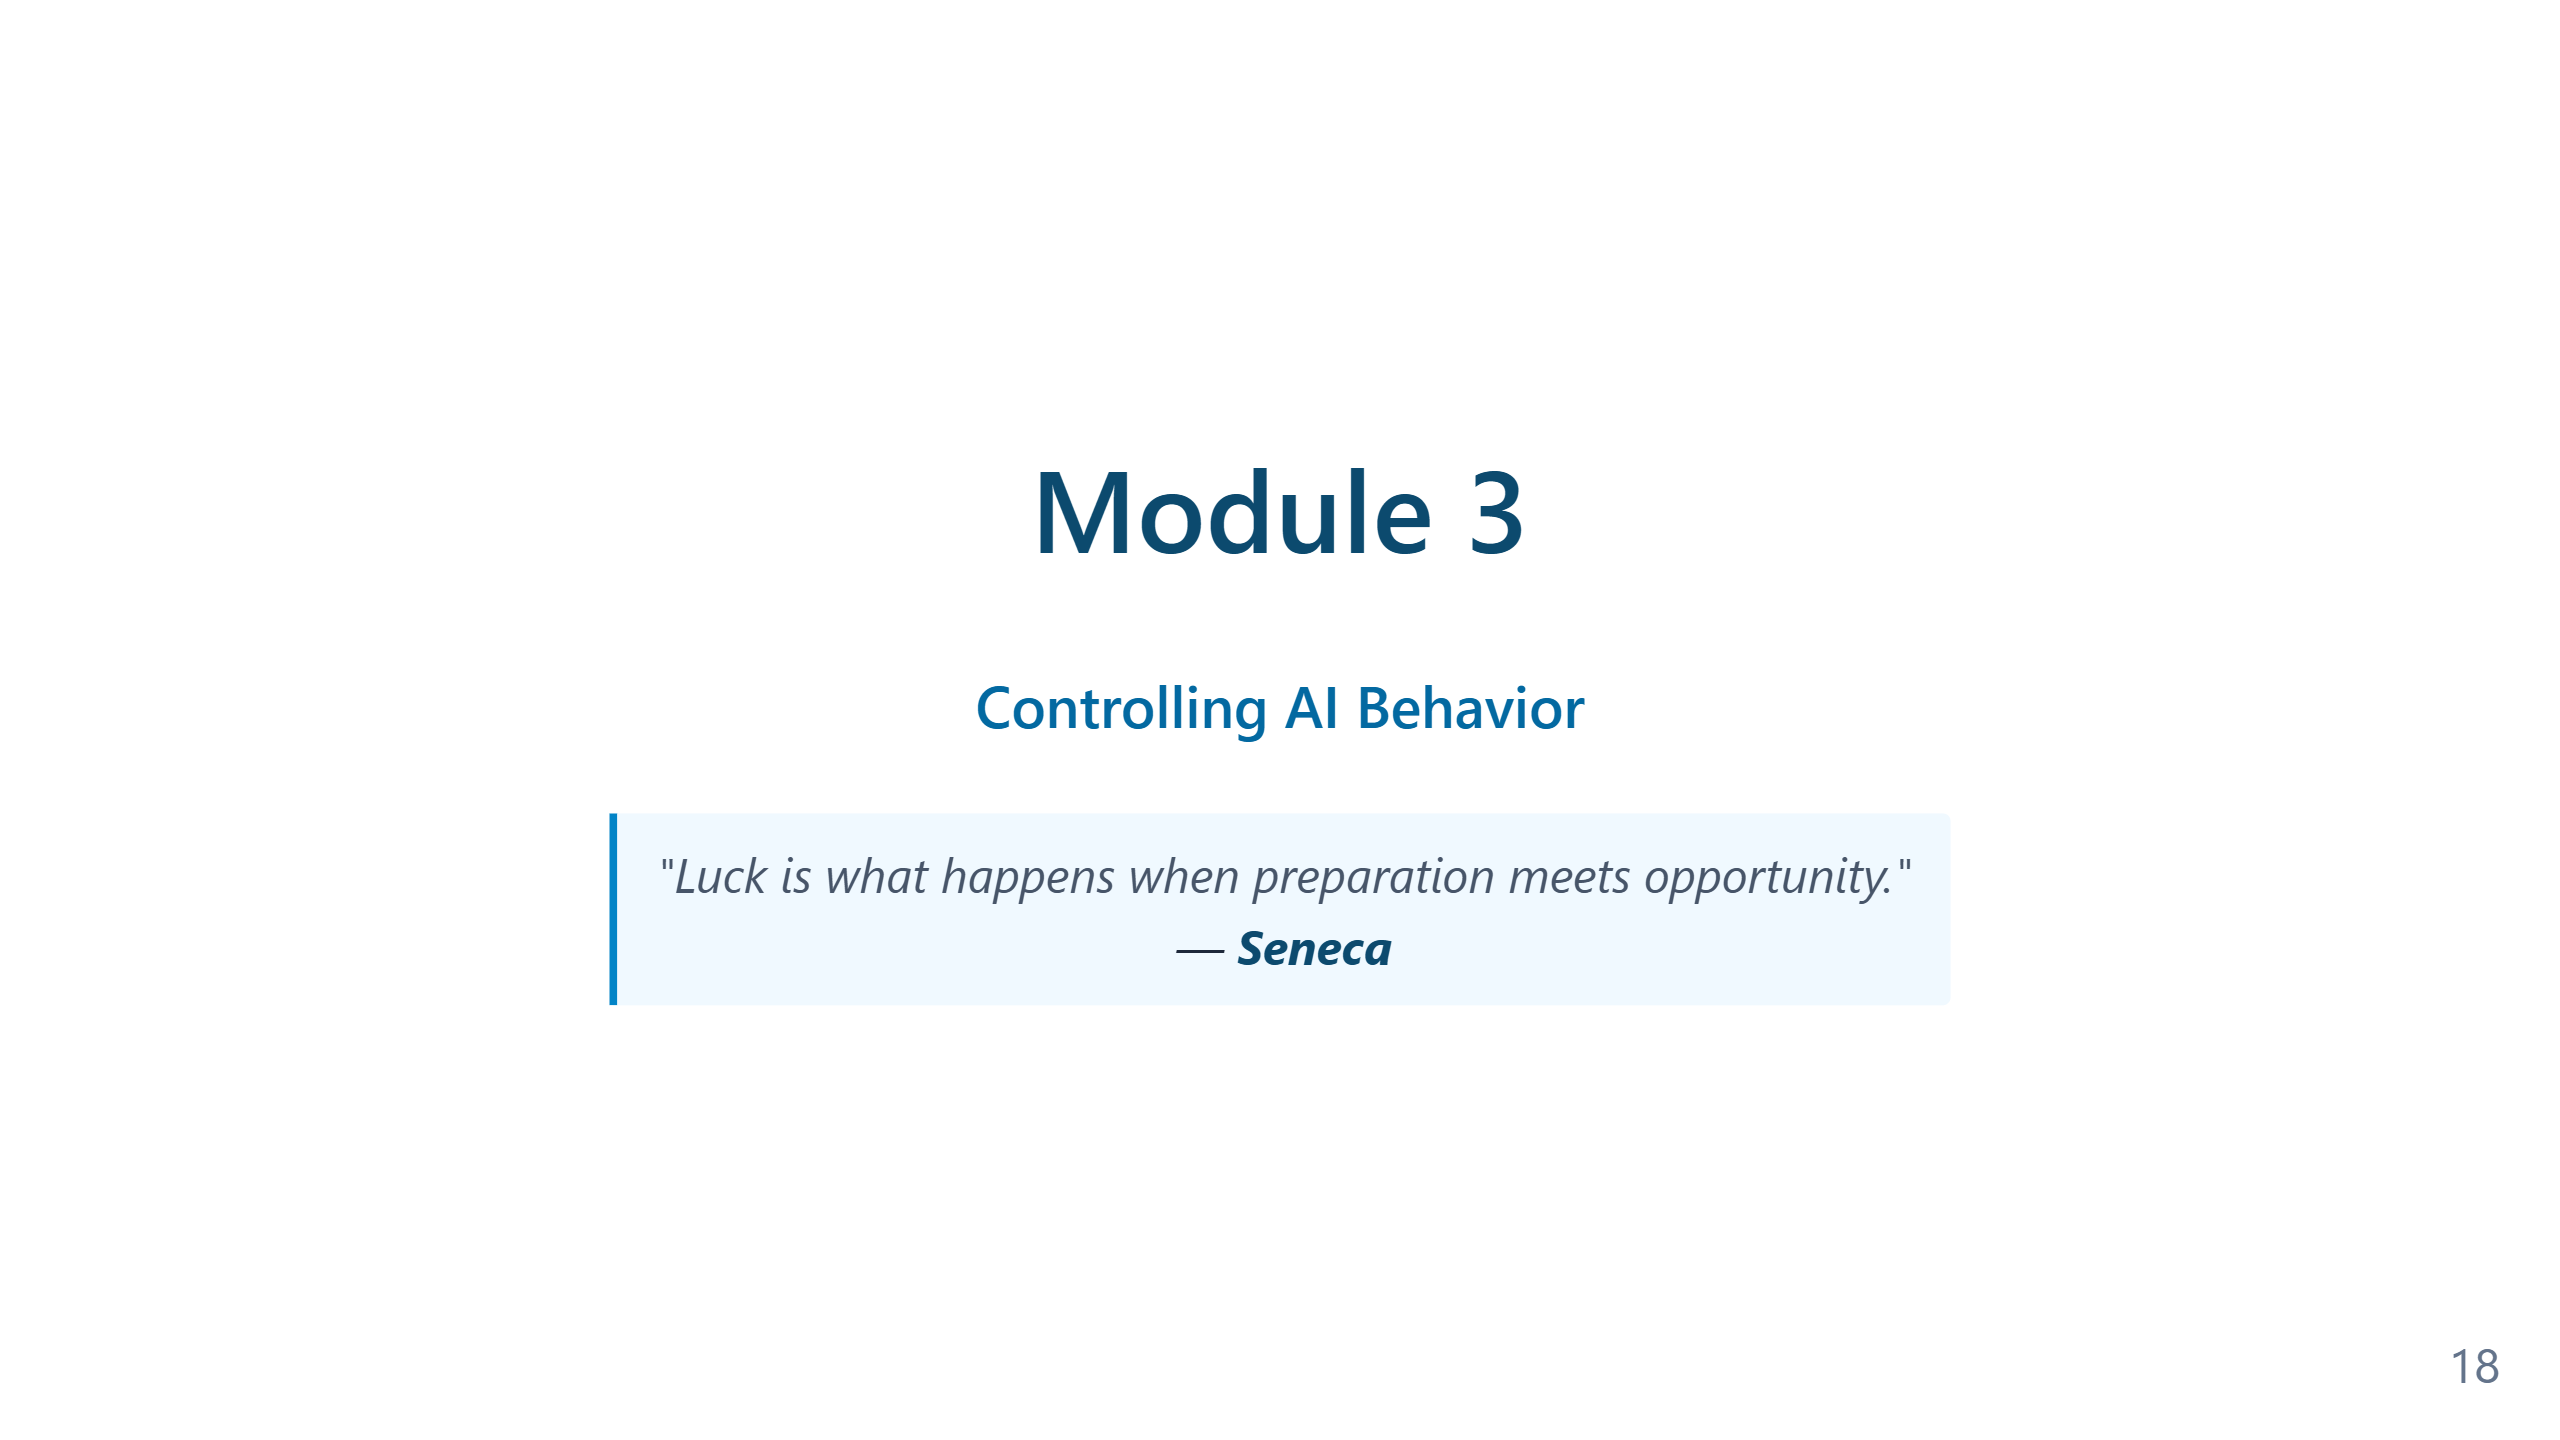 Module 3
Controlling AI Behavior
"Luck is what happens when preparation meets opportunity."
— Seneca
18